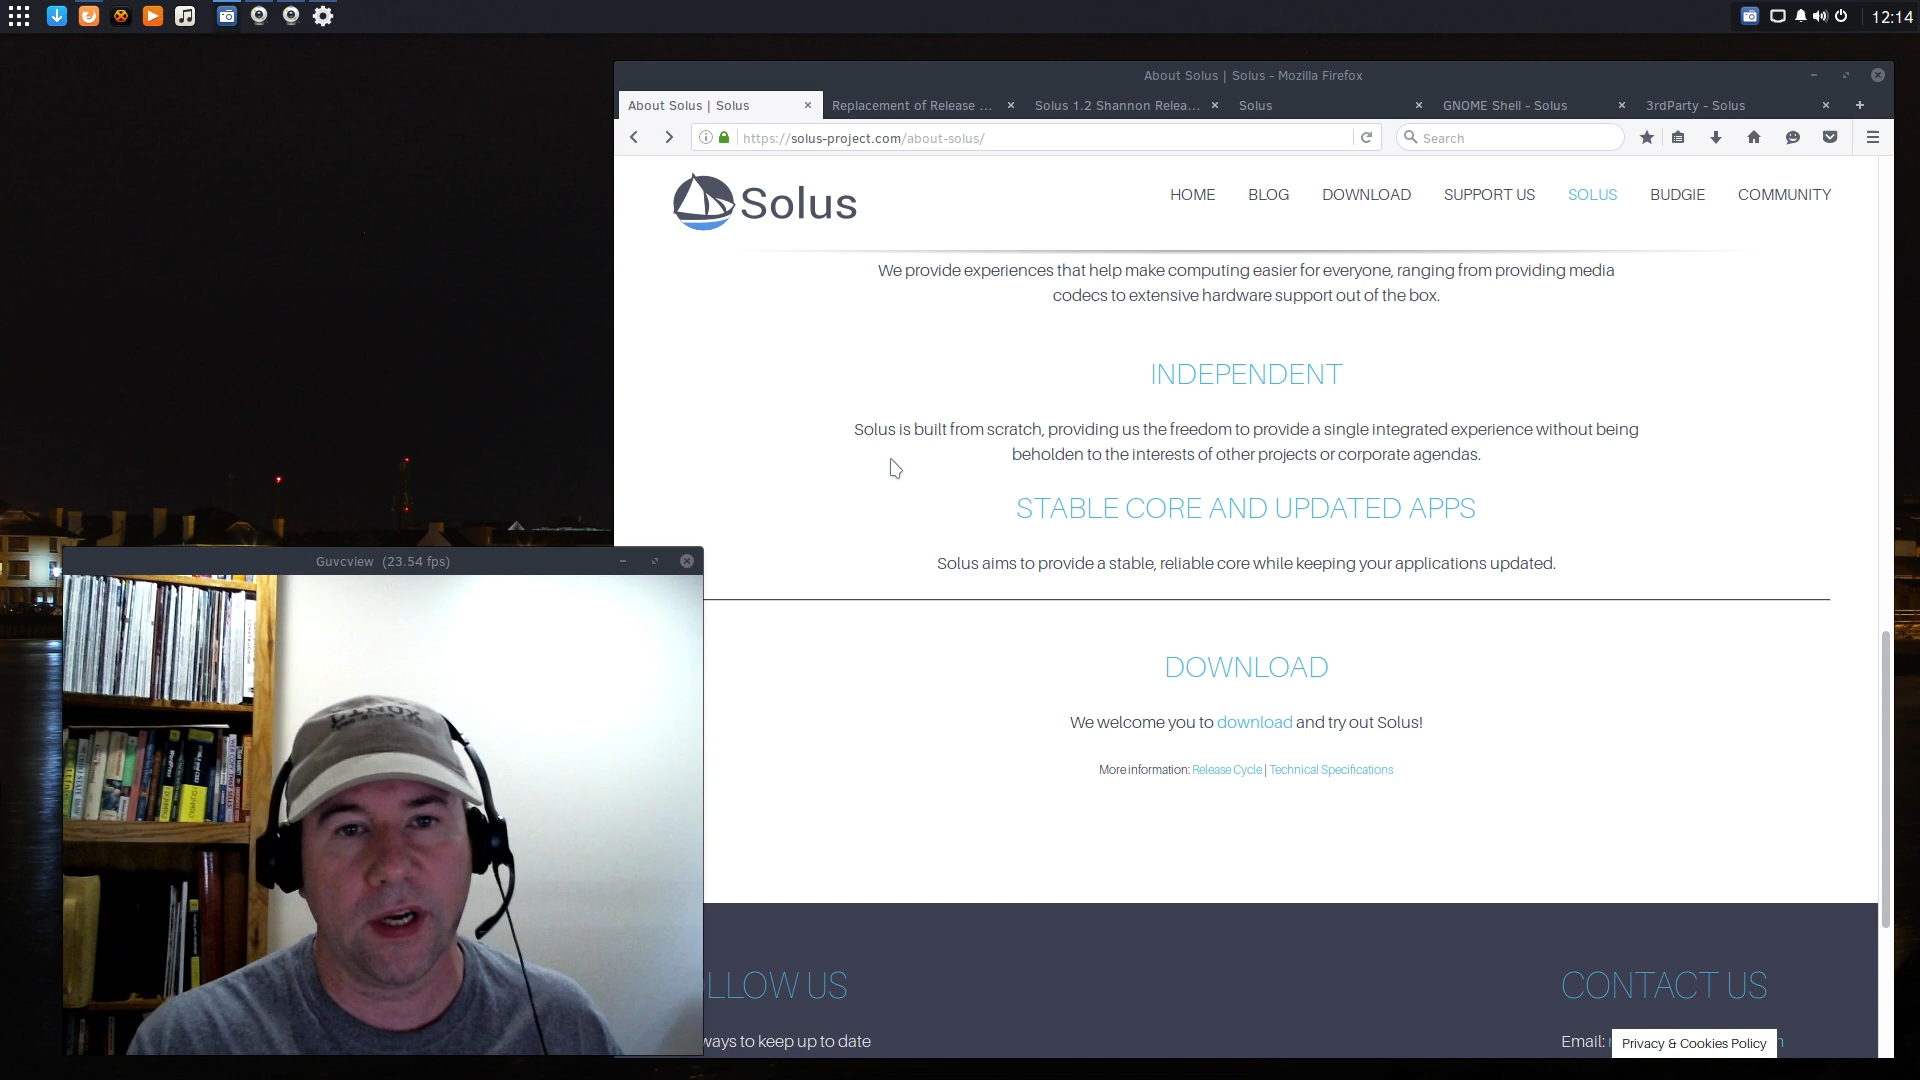 12:14
About Solus | Solus - Mozilla Firefox
About Solus | Solus
Replacement of Release ...
Solus 1.2 Shannon Relea...
Solus
GNOME Shell - Solus
3rdParty - Solus
https://solus-project.com/about-solus/
Search
Solus
HOME
BLOG
DOWNLOAD
SUPPORT US
SOLUS
BUDGIE
COMMUNITY
We provide experiences that help make computing easier for everyone, ranging from providing media
codecs to extensive hardware support out of the box.
INDEPENDENT
Solus is built from scratch, providing us the freedom to provide a single integrated experience without being
beholden to the interests of other projects or corporate agendas.
STABLE CORE AND UPDATED APPS
Solus aims to provide a stable, reliable core while keeping your applications updated.
DOWNLOAD
We welcome you to download and try out Solus!
More information: Release Cycle | Technical Specifications
Guvcview (23.54 fps)
LINUX
LLOW US
ways to keep up to date
CONTACT US
Email:
Privacy & Cookies Policy